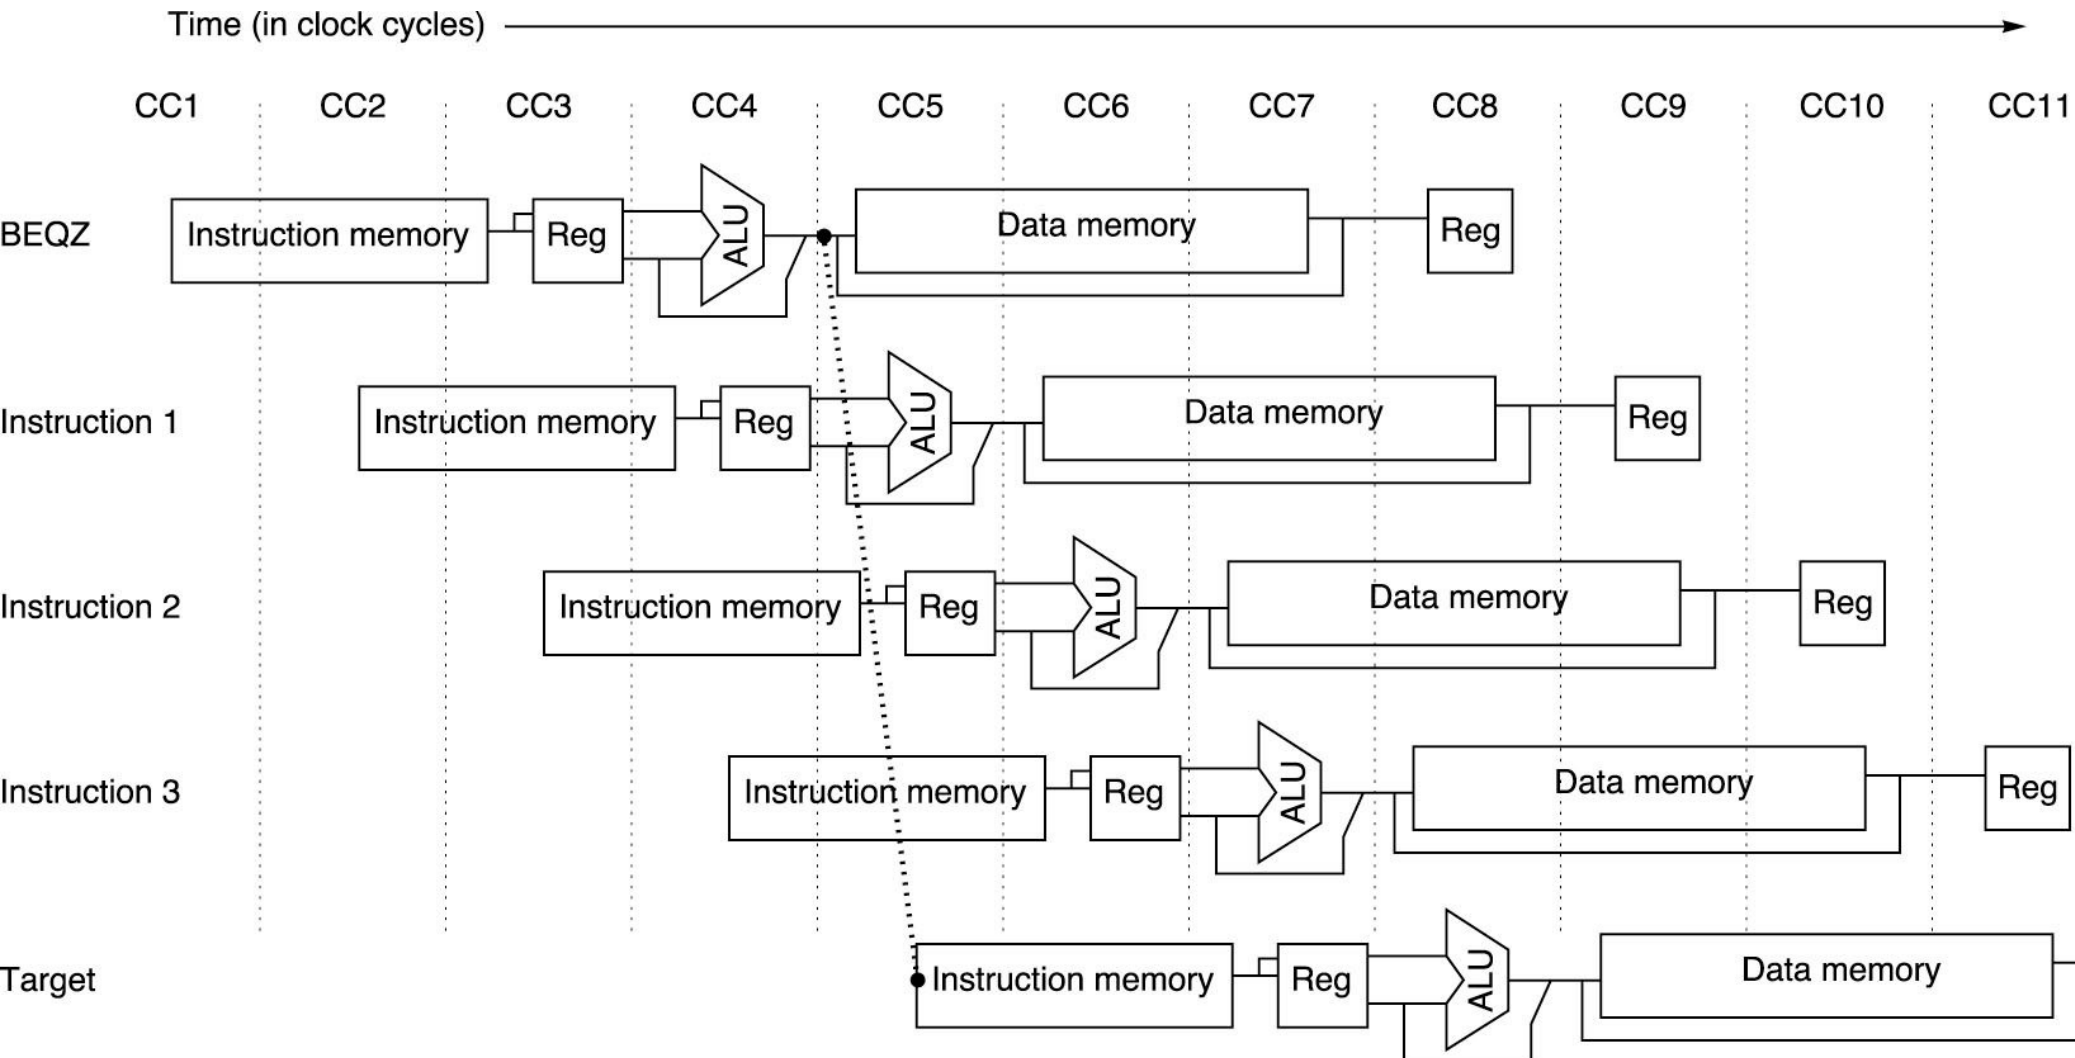 Time (in clock cycles)
CC1 CC2 CC3 CC4 CC5 CC6 CC7 CC8 CC9 CC10 CC11
BEQZ Instruction memory Reg ALU Data memory Reg
Instruction 1 Instruction memory Reg ALU Data memory Reg
Instruction 2 Instruction memory Reg ALU Data memory Reg
Instruction 3 Instruction memory Reg ALU Data memory Reg
Target Instruction memory Reg ALU Data memory